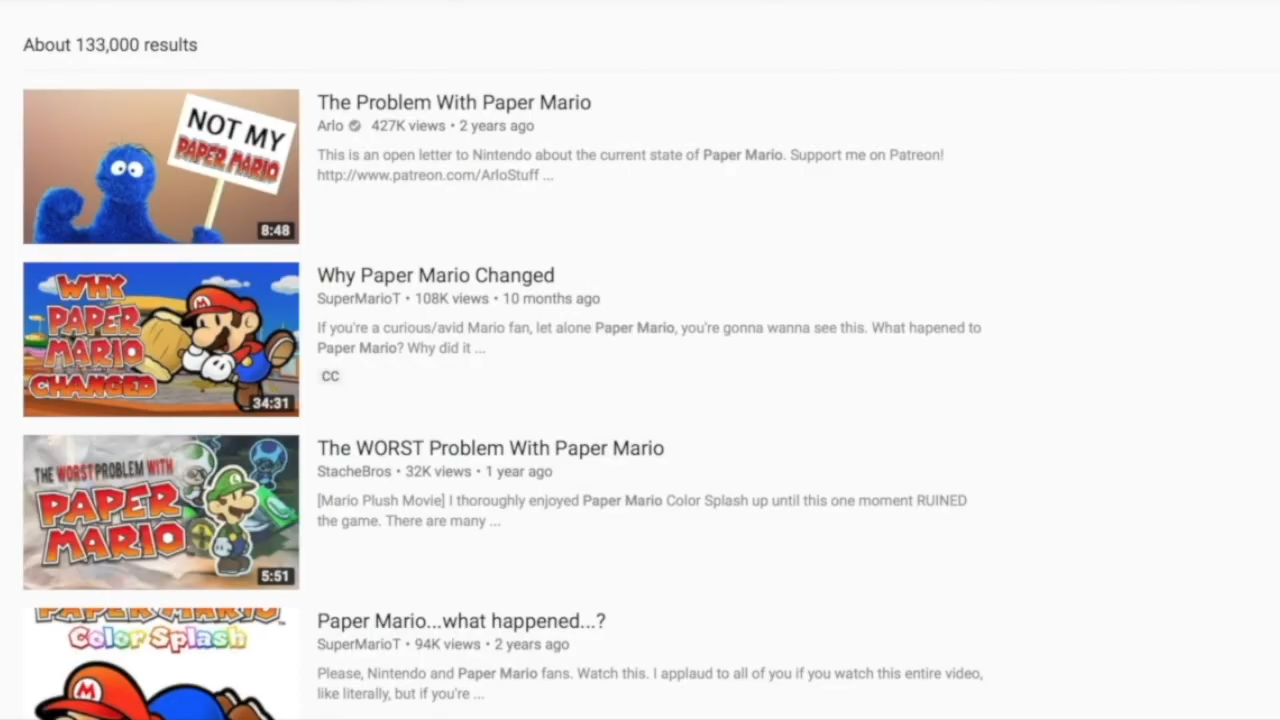 About 133,000 results
NOT MY
PAPER MARIO
8:48
The Problem With Paper Mario
Arlo 427K views • 2 years ago
This is an open letter to Nintendo about the current state of Paper Mario. Support me on Patreon!
http://www.patreon.com/ArloStuff ...
WHY
PAPER
MARIO
CHANGED
34:31
Why Paper Mario Changed
SuperMarioT • 108K views • 10 months ago
If you're a curious/avid Mario fan, let alone Paper Mario, you're gonna wanna see this. What hapened to
Paper Mario? Why did it ...
CC
THE WORST PROBLEM WITH
PAPER
MARIO
5:51
The WORST Problem With Paper Mario
StacheBros • 32K views • 1 year ago
[Mario Plush Movie] I thoroughly enjoyed Paper Mario Color Splash up until this one moment RUINED
the game. There are many ...
PAPER MARIO
Color Splash
M
Paper Mario...what happened...?
SuperMarioT • 94K views • 2 years ago
Please, Nintendo and Paper Mario fans. Watch this. I applaud to all of you if you watch this entire video,
like literally, but if you're ...